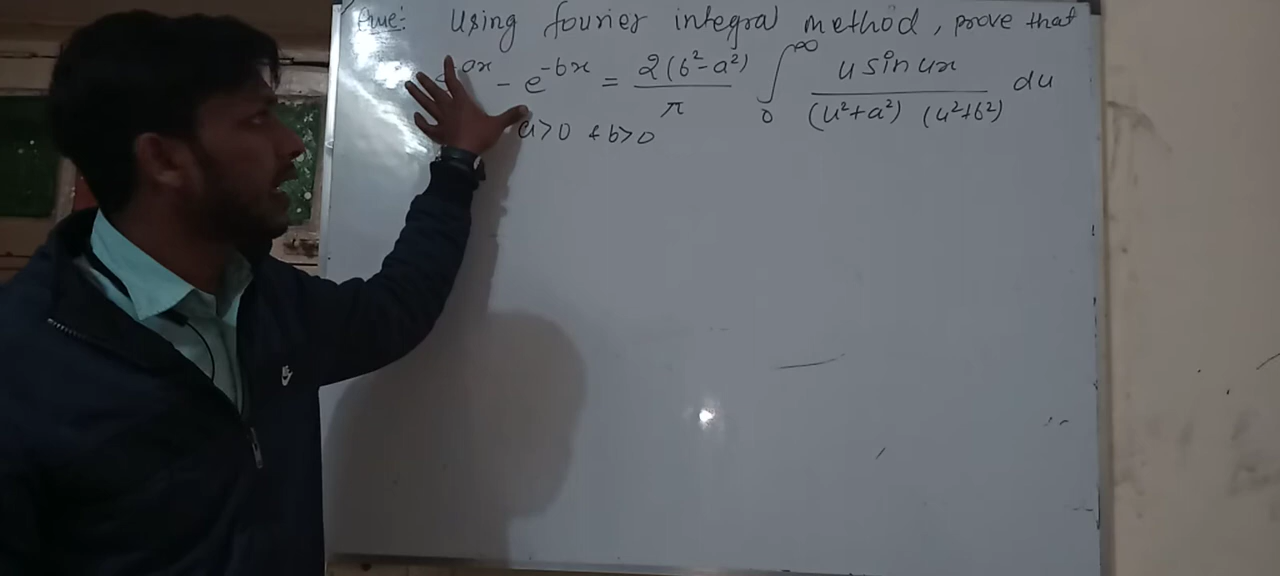 Que: Using fourier integral method, prove that
-ax - e^-bx = 2(b²-a²)/π ∫₀^∞ u sin ux / (u²+a²) (u²+b²) du
a>0 & b>0